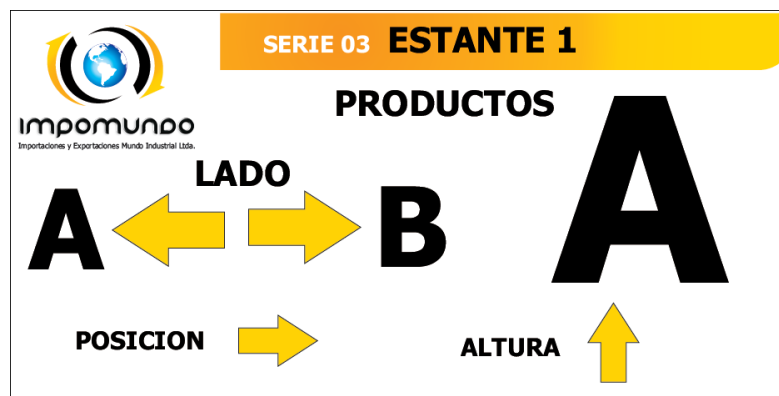 SERIE 03 ESTANTE 1
PRODUCTOS
A
IMPOMUNDO
Importaciones y Exportaciones Mundo Industrial Ltda.
LADO
A B
POSICION
ALTURA